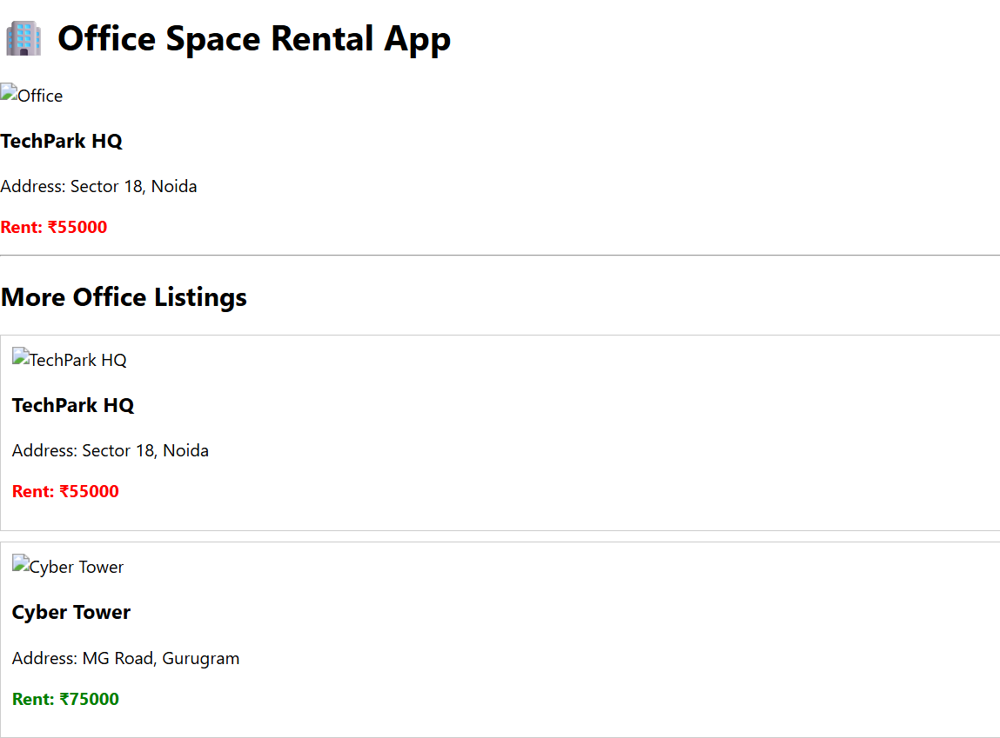 Office Space Rental App
Office
TechPark HQ
Address: Sector 18, Noida
Rent: ₹55000
More Office Listings
TechPark HQ
TechPark HQ
Address: Sector 18, Noida
Rent: ₹55000
Cyber Tower
Cyber Tower
Address: MG Road, Gurugram
Rent: ₹75000